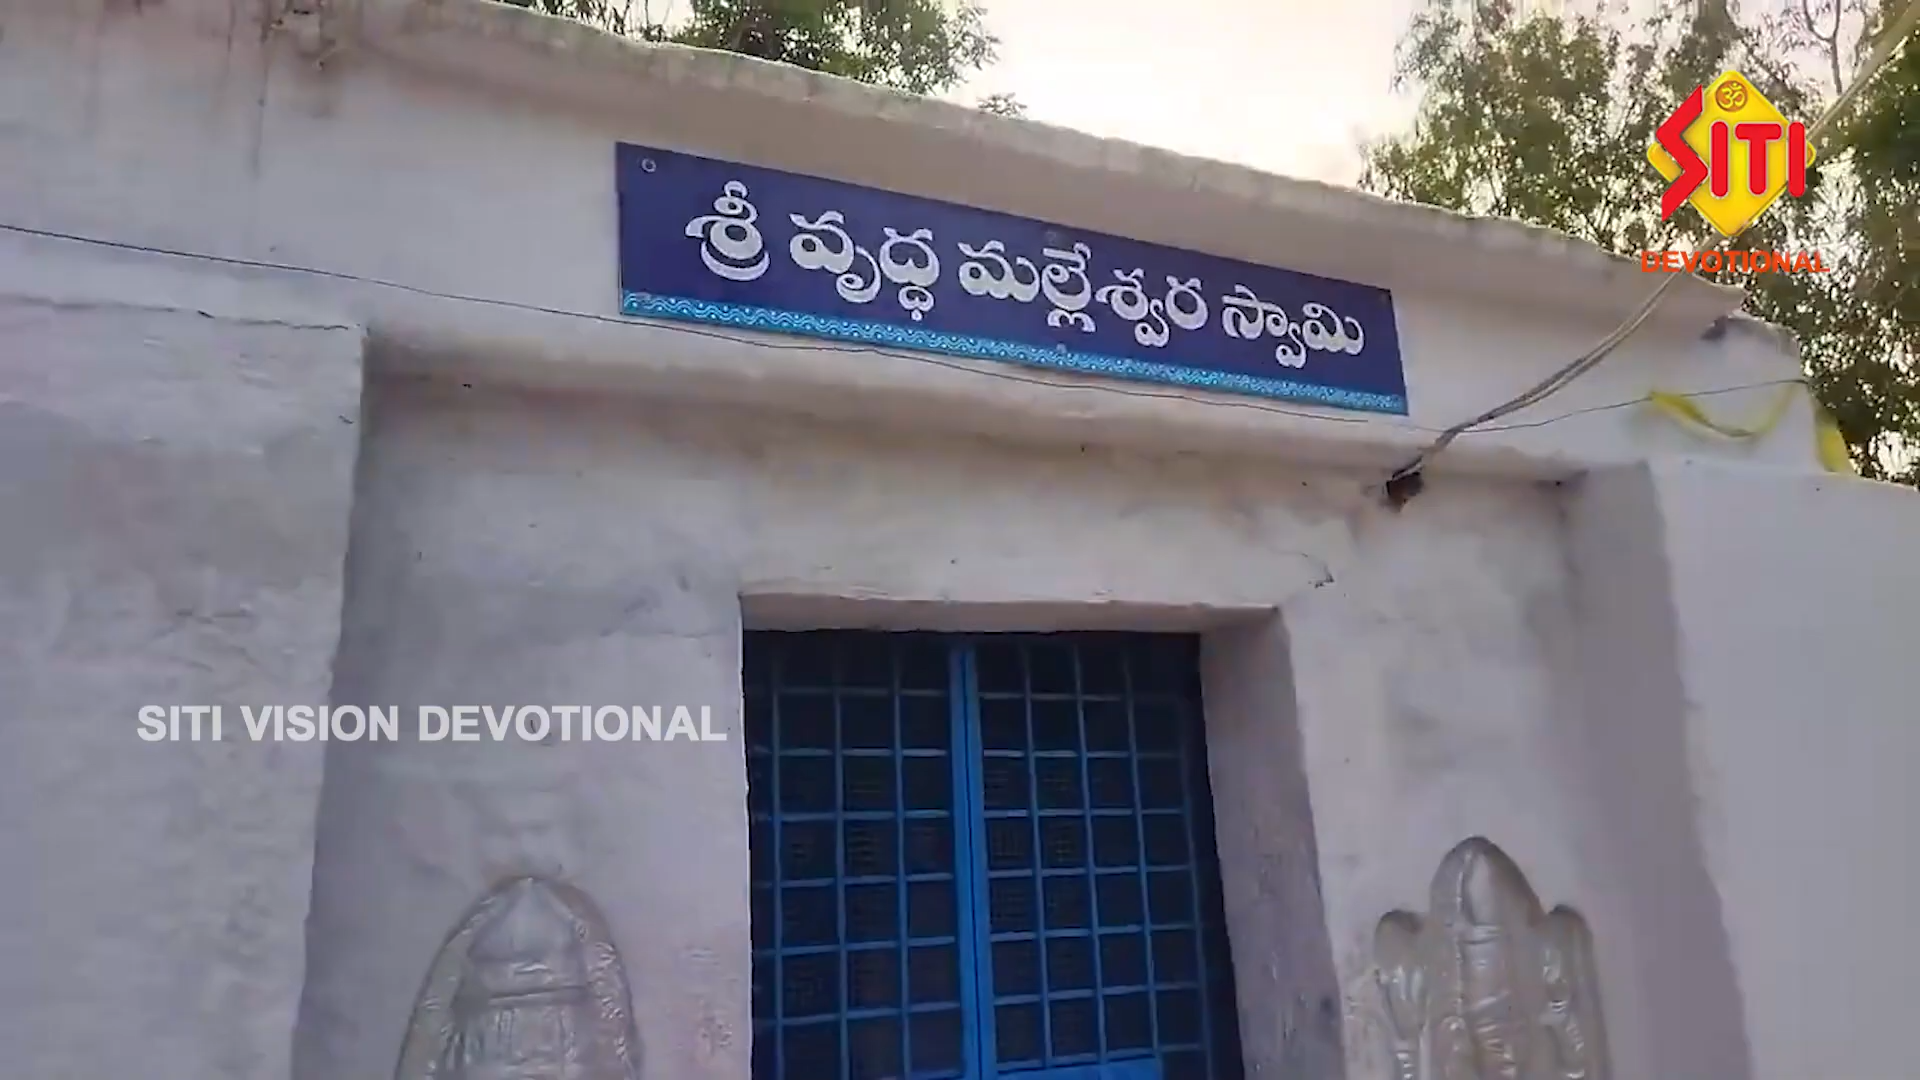 శ్రీ వృద్ధ మల్లేశ్వర స్వామి
ॐ
SITI
DEVOTIONAL
SITI VISION DEVOTIONAL